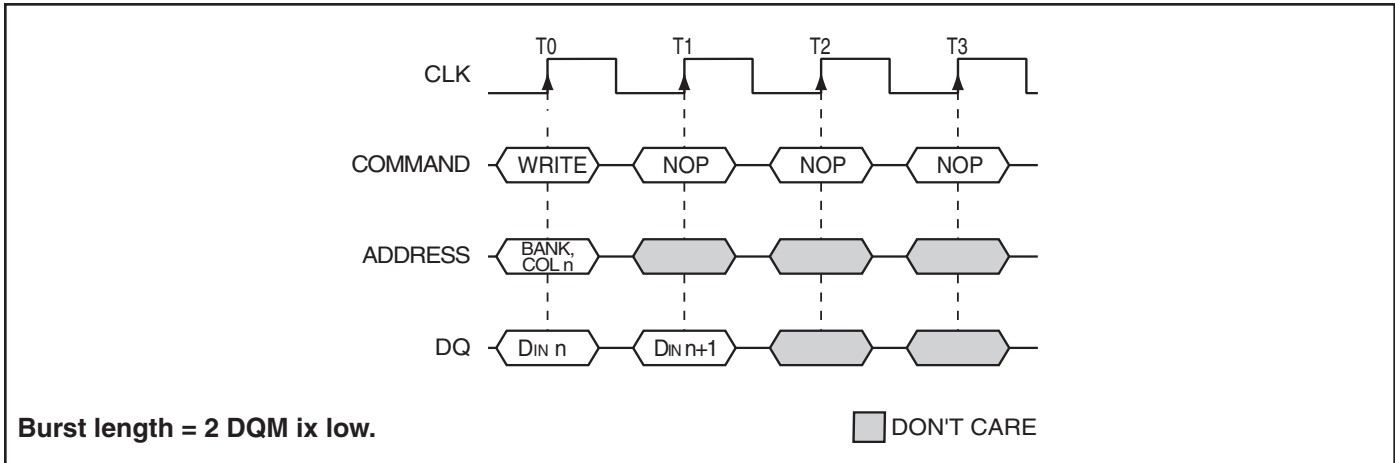 T0 T1 T2 T3
CLK
COMMAND WRITE NOP NOP NOP
ADDRESS BANK,
COL n
DQ DIN n DIN n+1
Burst length = 2 DQM ix low. DON'T CARE